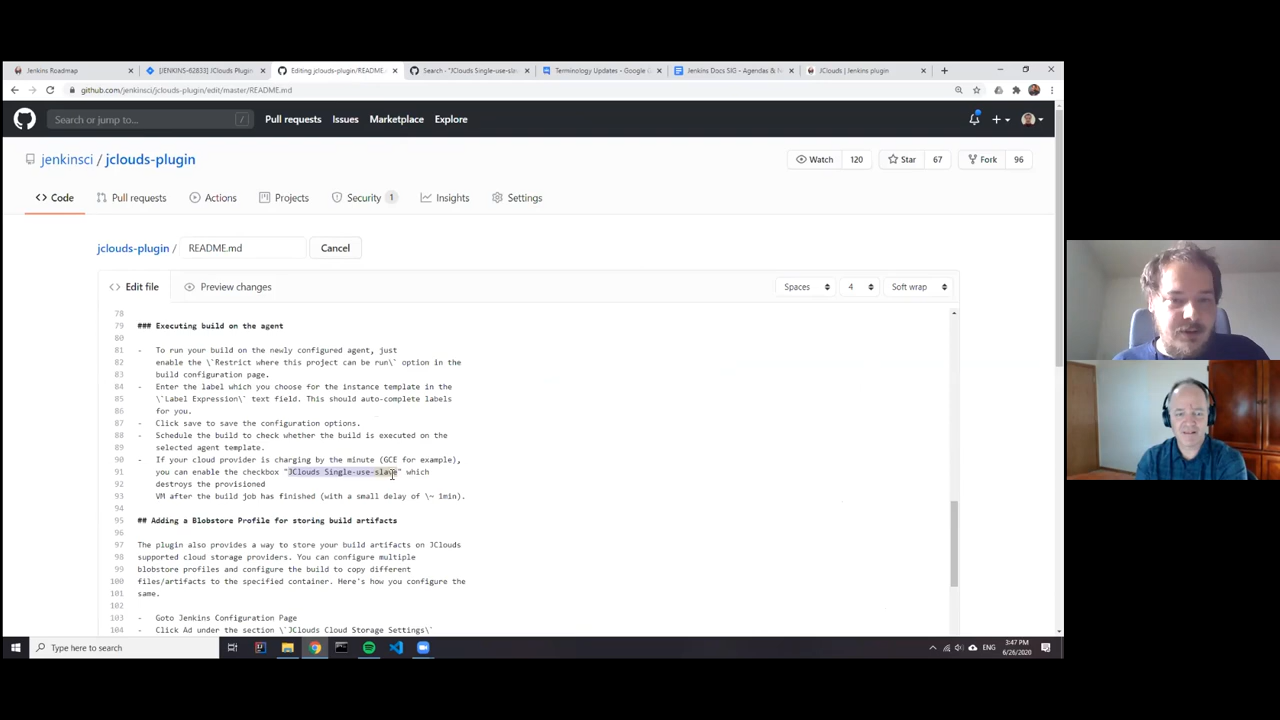 Jenkins Roadmap
[JENKINS-62833] JClouds Plugin
Editing jclouds-plugin/README.m
Search · "JClouds Single-use-sla
Terminology Updates - Google
Jenkins Docs SIG - Agendas & N
JClouds | Jenkins plugin
github.com/jenkinsci/jclouds-plugin/edit/master/README.md
Search or jump to...
/
Pull requests
Issues
Marketplace
Explore
jenkinsci / jclouds-plugin
Watch 120
Star 67
Fork 96
<> Code
Pull requests
Actions
Projects
Security 1
Insights
Settings
jclouds-plugin / README.md
Cancel
<> Edit file
Preview changes
Spaces
4
Soft wrap
78
79 ### Executing build on the agent
80
81 - To run your build on the newly configured agent, just
82 enable the \`Restrict where this project can be run\` option in the
83 build configuration page.
84 - Enter the label which you choose for the instance template in the
85 \`Label Expression\` text field. This should auto-complete labels
86 for you.
87 - Click save to save the configuration options.
88 - Schedule the build to check whether the build is executed on the
89 selected agent template.
90 - If your cloud provider is charging by the minute (GCE for example),
91 you can enable the checkbox "JClouds Single-use-slave" which
92 destroys the provisioned
93 VM after the build job has finished (with a small delay of \~ 1min).
94
95 ## Adding a Blobstore Profile for storing build artifacts
96
97 The plugin also provides a way to store your build artifacts on JClouds
98 supported cloud storage providers. You can configure multiple
99 blobstore profiles and configure the build to copy different
100 files/artifacts to the specified container. Here's how you configure the
101 same.
102
103 - Goto Jenkins Configuration Page
104 - Click Ad under the section \`JClouds Cloud Storage Settings\`
Type here to search
ENG
3:47 PM
6/26/2020